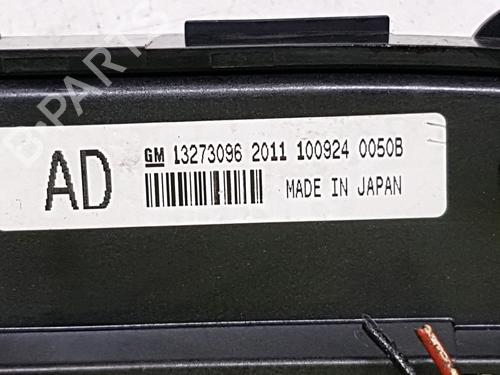 B-Parts
AD
GM 13273096 2011 100924 0050B
MADE IN JAPAN